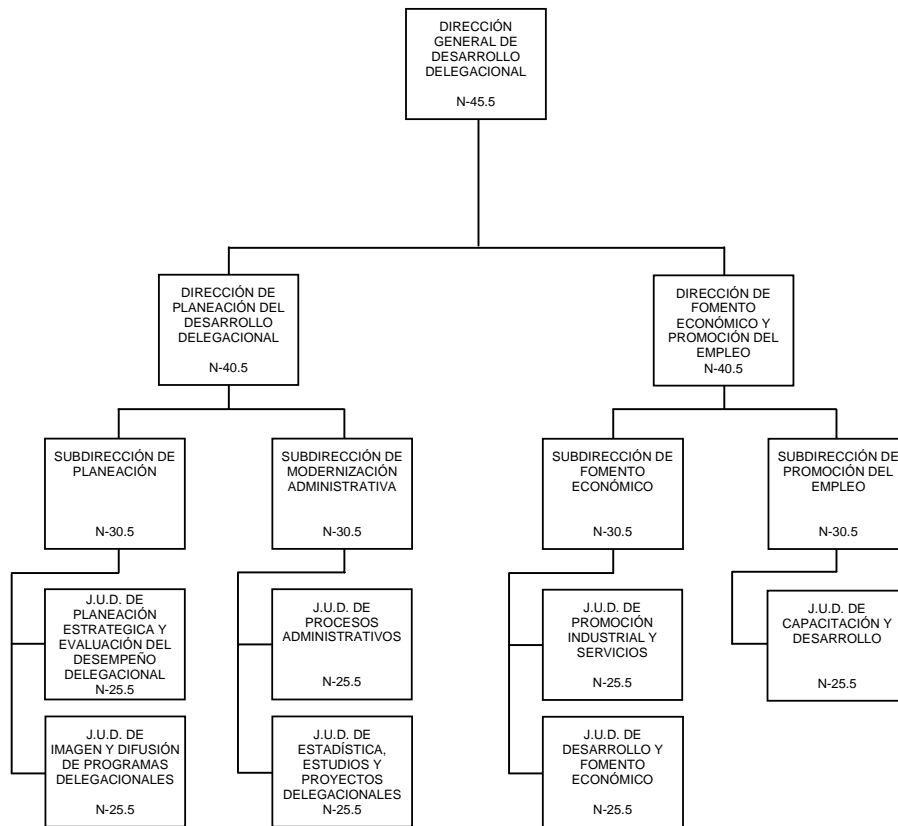 DIRECCIÓN
GENERAL DE
DESARROLLO
DELEGACIONAL
N-45.5
DIRECCIÓN DE
PLANEACIÓN DEL
DESARROLLO
DELEGACIONAL
N-40.5
DIRECCIÓN DE
FOMENTO
ECONÓMICO Y
PROMOCIÓN DEL
EMPLEO
N-40.5
SUBDIRECCIÓN DE
PLANEACIÓN
N-30.5
SUBDIRECCIÓN DE
MODERNIZACIÓN
ADMINISTRATIVA
N-30.5
SUBDIRECCIÓN DE
FOMENTO
ECONÓMICO
N-30.5
SUBDIRECCIÓN DE
PROMOCIÓN DEL
EMPLEO
N-30.5
J.U.D. DE
PLANEACIÓN
ESTRATEGICA Y
EVALUACIÓN DEL
DESEMPEÑO
DELEGACIONAL
N-25.5
J.U.D. DE
PROCESOS
ADMINISTRATIVOS
N-25.5
J.U.D. DE
PROMOCIÓN
INDUSTRIAL Y
SERVICIOS
N-25.5
J.U.D. DE
CAPACITACIÓN Y
DESARROLLO
N-25.5
J.U.D. DE
IMAGEN Y DIFUSIÓN
DE PROGRAMAS
DELEGACIONALES
N-25.5
J.U.D. DE
ESTADÍSTICA,
ESTUDIOS Y
PROYECTOS
DELEGACIONALES
N-25.5
J.U.D. DE
DESARROLLO Y
FOMENTO
ECONÓMICO
N-25.5